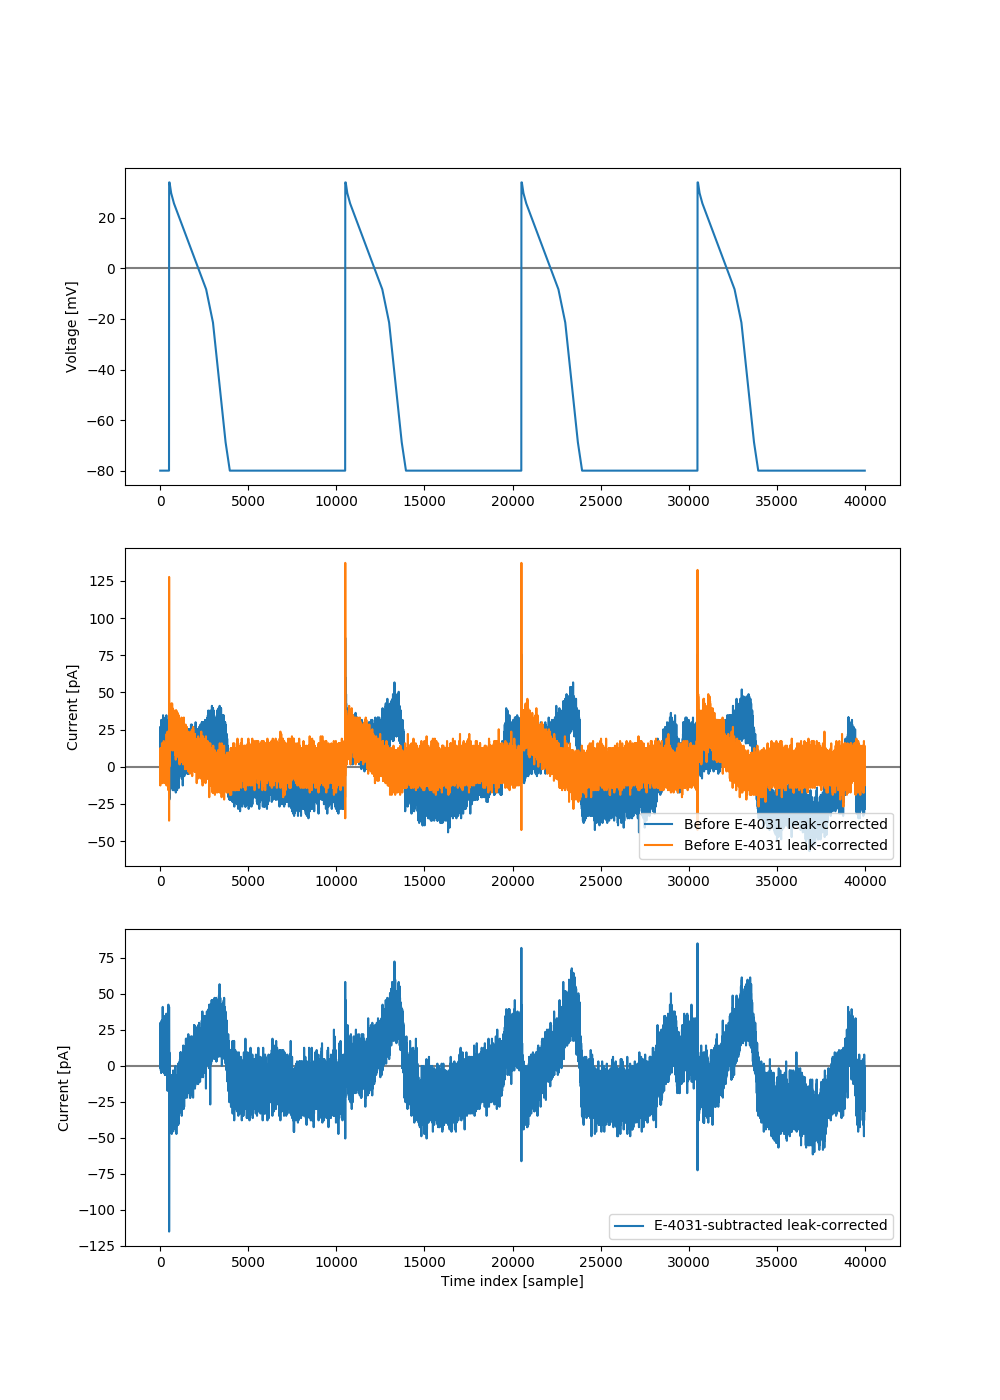 20
0
−20
−40
−60
−80
Voltage [mV]
0 5000 10000 15000 20000 25000 30000 35000 40000
125
100
75
50
25
0
−25
−50
Current [pA]
Before E-4031 leak-corrected
Before E-4031 leak-corrected
0 5000 10000 15000 20000 25000 30000 35000 40000
75
50
25
0
−25
−50
−75
−100
−125
Current [pA]
E-4031-subtracted leak-corrected
0 5000 10000 15000 20000 25000 30000 35000 40000
Time index [sample]